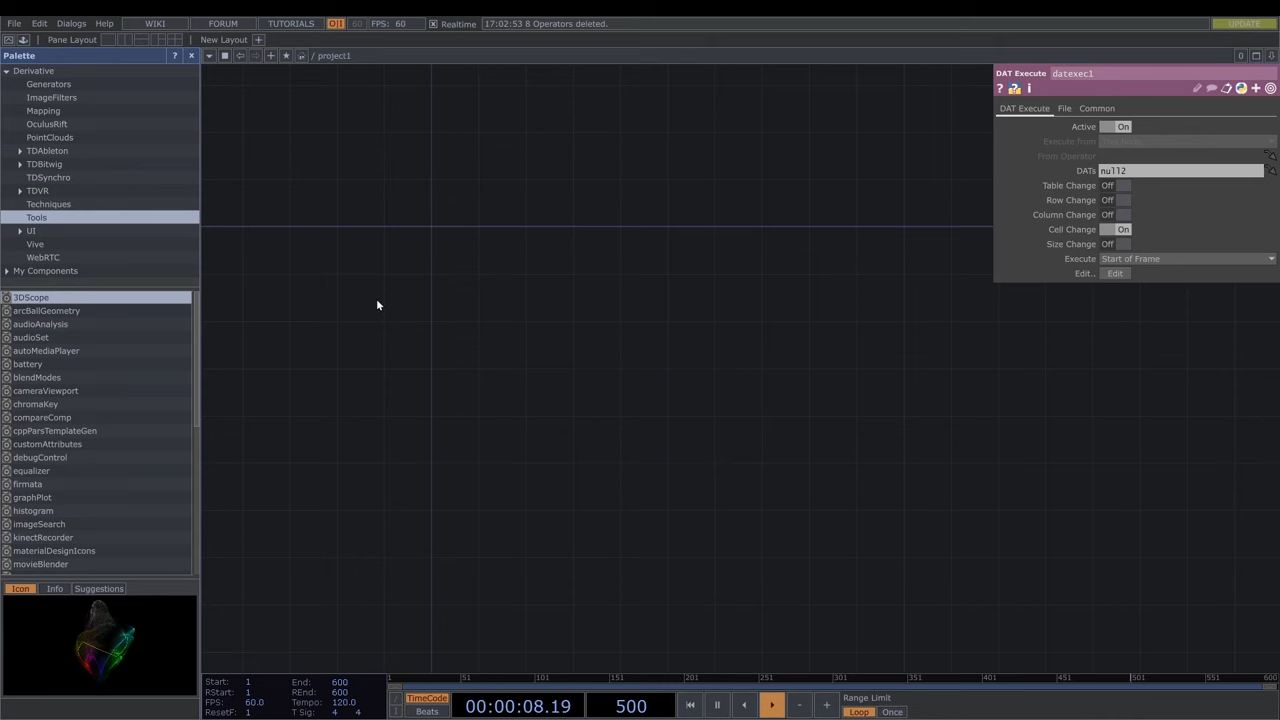 File Edit Dialogs Help WIKI FORUM TUTORIALS O|I 60 FPS: 60 Realtime 17:02:53 8 Operators deleted. UPDATE
Pane Layout New Layout
Palette ? × / project1 0
Derivative
Generators
ImageFilters
Mapping
OculusRift
PointClouds
TDAbleton
TDBitwig
TDSynchro
TDVR
Techniques
Tools
UI
Vive
WebRTC
My Components
3DScope
arcBallGeometry
audioAnalysis
audioSet
autoMediaPlayer
battery
blendModes
cameraViewport
chromaKey
compareComp
cppParsTemplateGen
customAttributes
debugControl
equalizer
firmata
graphPlot
histogram
imageSearch
kinectRecorder
materialDesignIcons
movieBlender
Icon Info Suggestions
DAT Execute datexec1
? ? i
DAT Execute File Common
Active On
Execute from
From Operator
DATs null2
Table Change Off
Row Change Off
Column Change Off
Cell Change On
Size Change Off
Execute Start of Frame
Edit.. Edit
1 51 101 151 201 251 301 351 401 451 501 551 600
Start: 1 End: 600
RStart: 1 REnd: 600
FPS: 60.0 Tempo: 120.0
ResetF: 1 T Sig: 4 4
TimeCode
Beats
00:00:08.19 500
- +
Range Limit
Loop Once